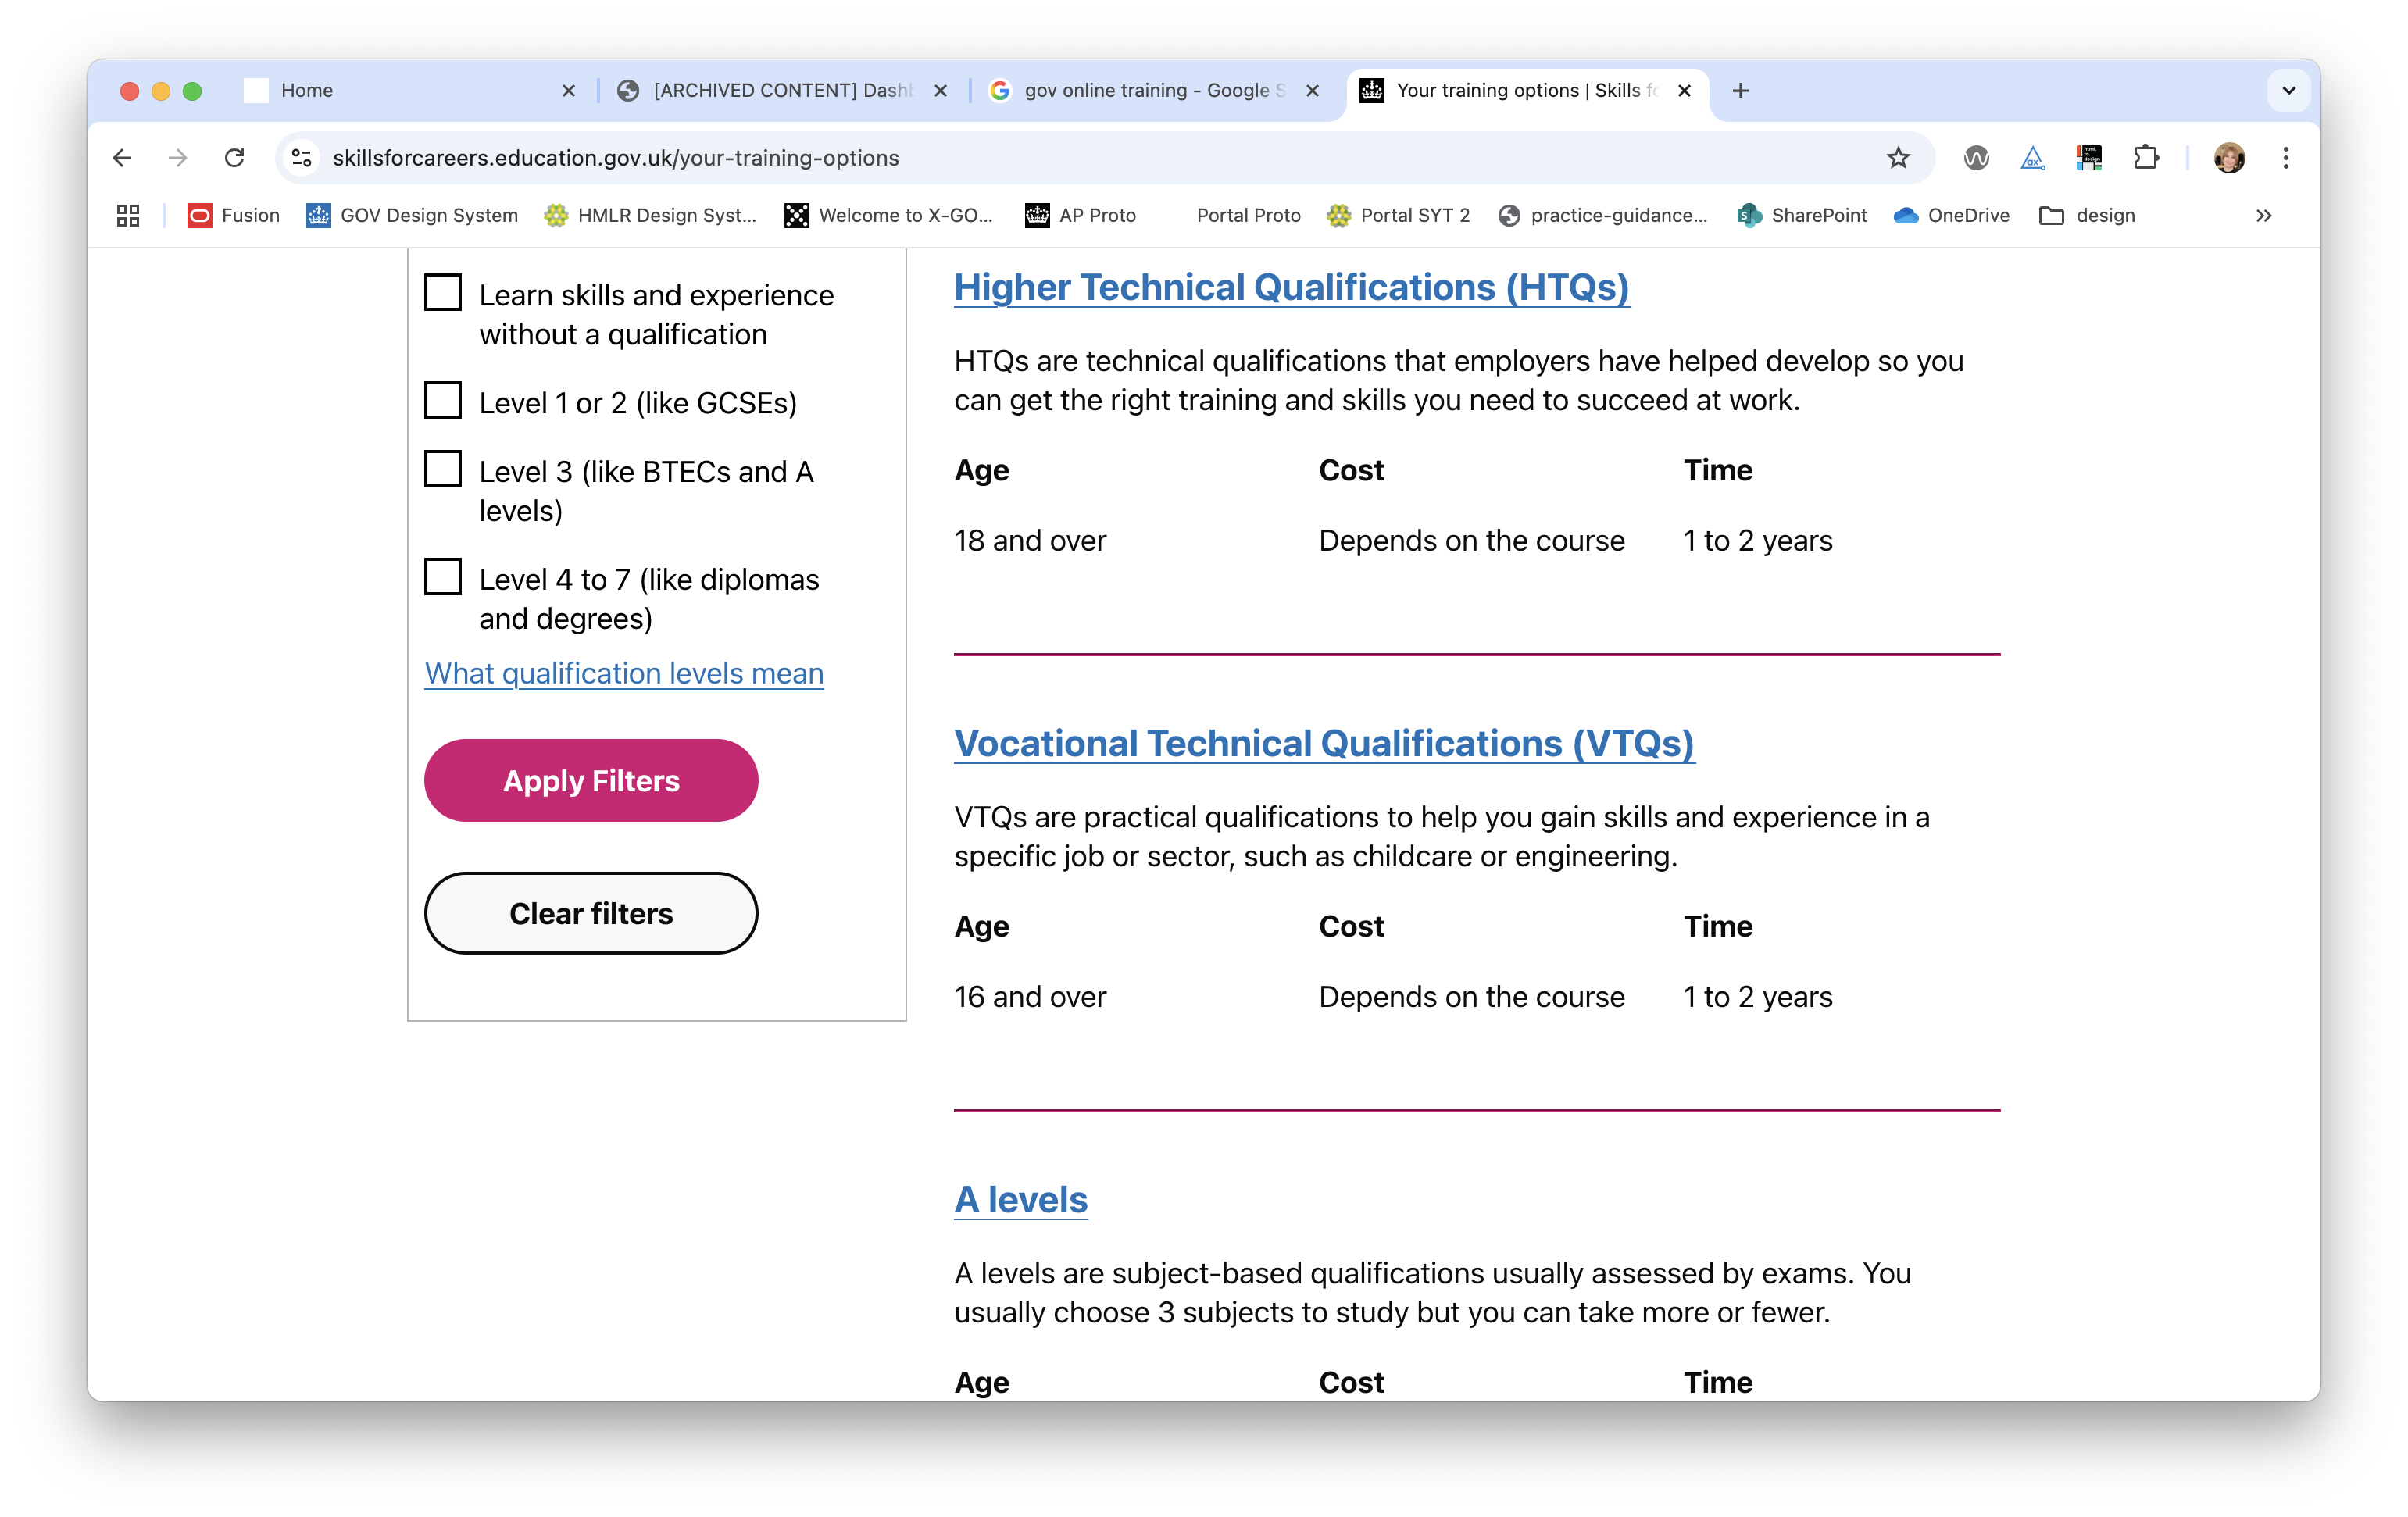 Home
[ARCHIVED CONTENT] Dash
gov online training - Google S
Your training options | Skills fo
skillsforcareers.education.gov.uk/your-training-options
Fusion
GOV Design System
HMLR Design Syst...
Welcome to X-GO...
AP Proto
Portal Proto
Portal SYT 2
practice-guidance...
SharePoint
OneDrive
design
Learn skills and experience
without a qualification
Level 1 or 2 (like GCSEs)
Level 3 (like BTECs and A
levels)
Level 4 to 7 (like diplomas
and degrees)
What qualification levels mean
Apply Filters
Clear filters
Higher Technical Qualifications (HTQs)
HTQs are technical qualifications that employers have helped develop so you
can get the right training and skills you need to succeed at work.
Age Cost Time
18 and over Depends on the course 1 to 2 years
Vocational Technical Qualifications (VTQs)
VTQs are practical qualifications to help you gain skills and experience in a
specific job or sector, such as childcare or engineering.
Age Cost Time
16 and over Depends on the course 1 to 2 years
A levels
A levels are subject-based qualifications usually assessed by exams. You
usually choose 3 subjects to study but you can take more or fewer.
Age Cost Time